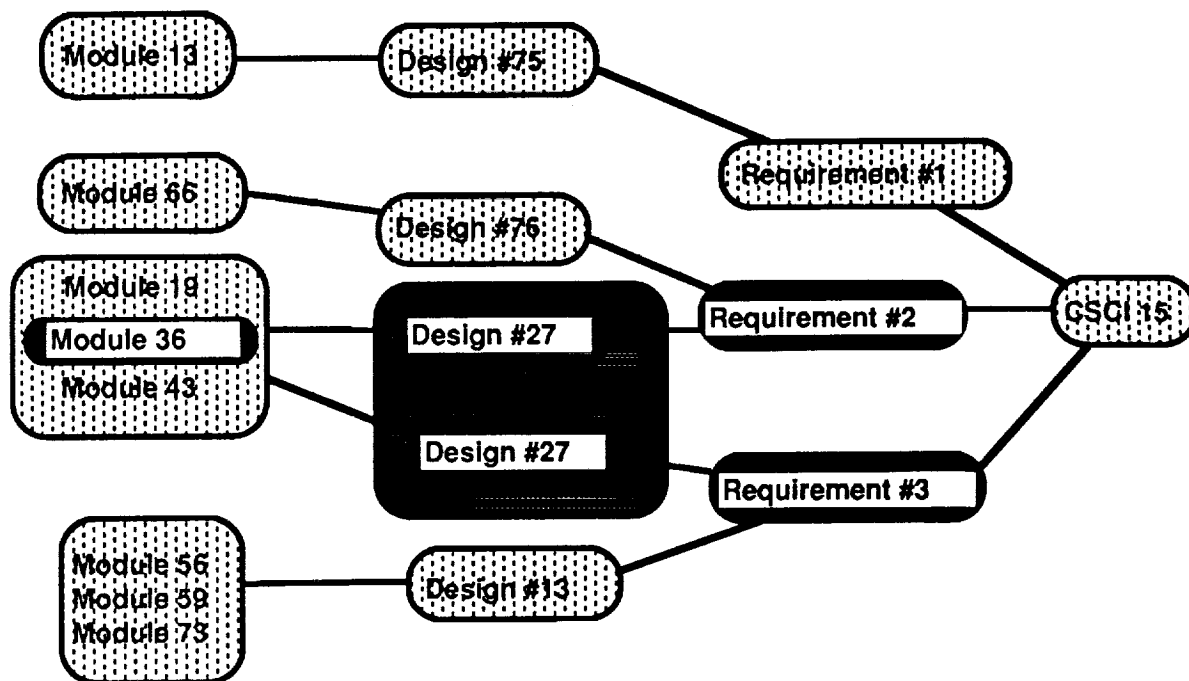 Module 13
Design #75
Requirement #1
Module 66
Design #76
Module 19
Module 36
Module 43
Design #27
Requirement #2
CSCI 15
Design #27
Requirement #3
Module 56
Module 59
Module 73
Design #13